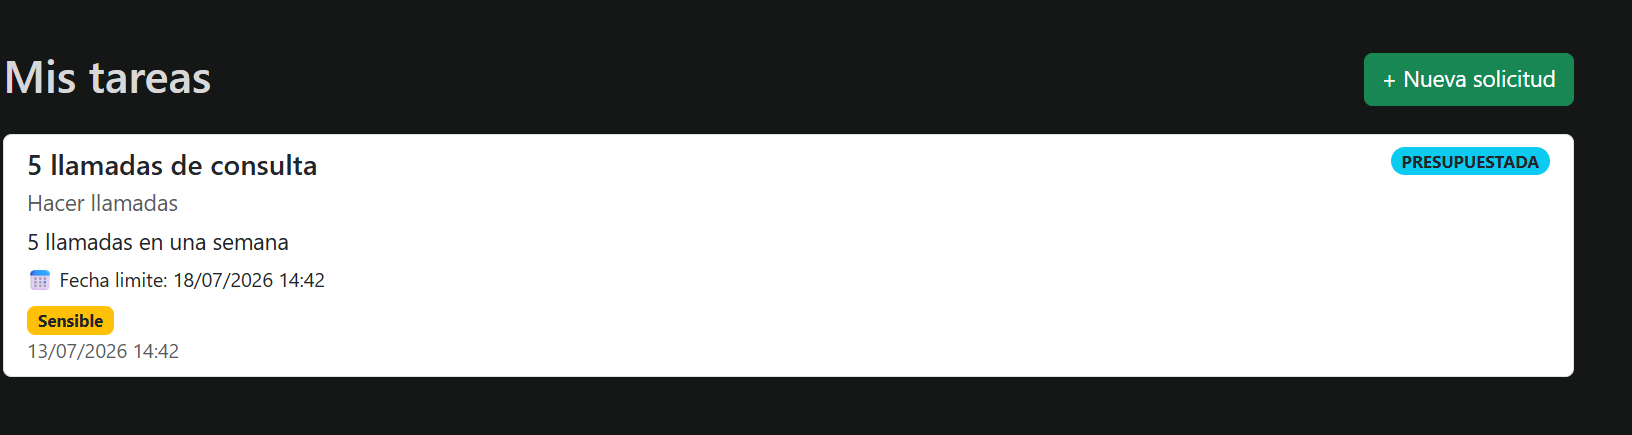 Mis tareas
+ Nueva solicitud
5 llamadas de consulta
PRESUPUESTADA
Hacer llamadas
5 llamadas en una semana
Fecha limite: 18/07/2026 14:42
Sensible
13/07/2026 14:42